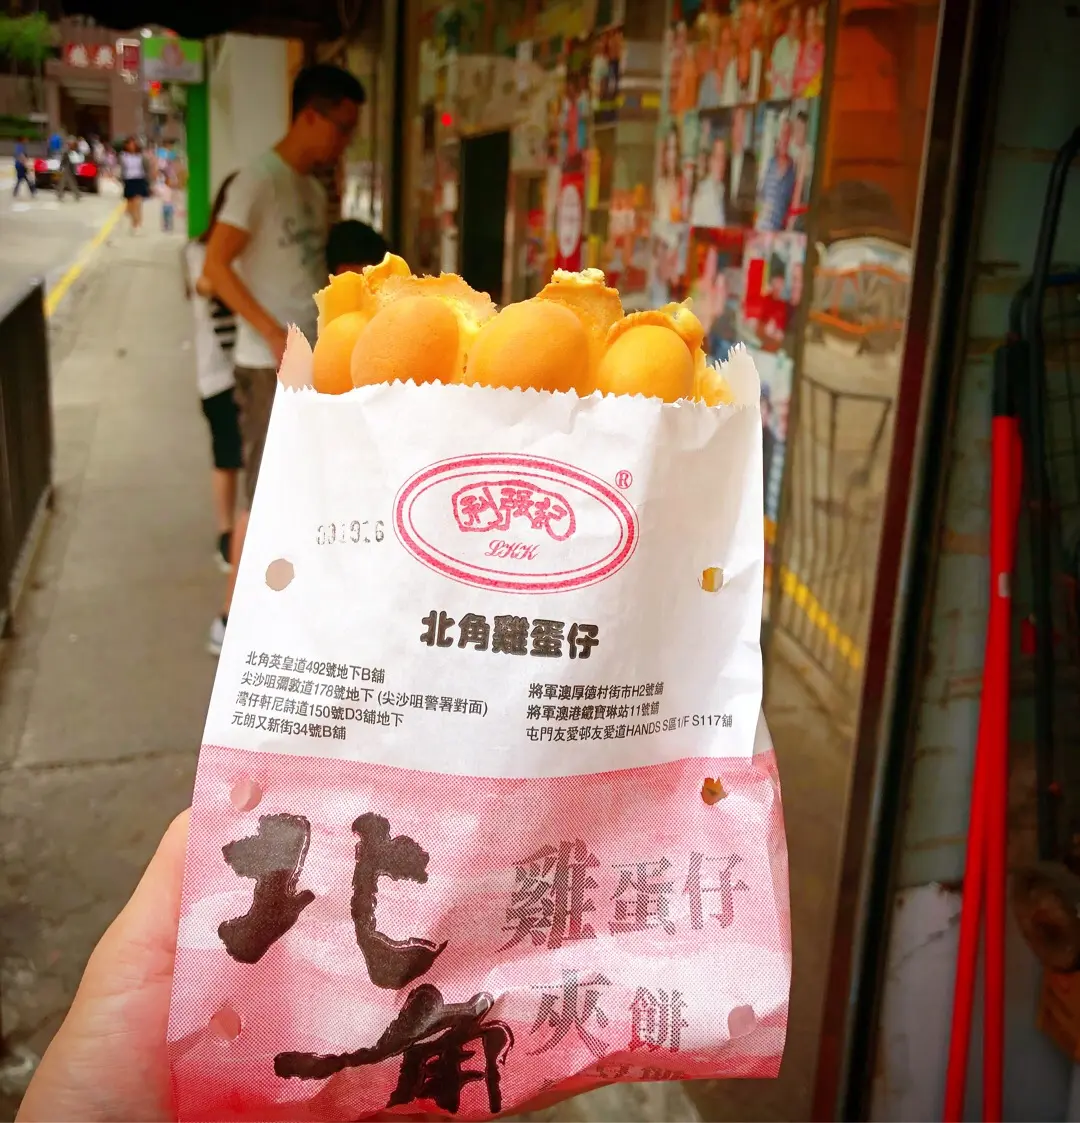 利強記
®
LKK
091926
北角雞蛋仔
北角英皇道492號地下B舖
尖沙咀彌敦道178號地下 (尖沙咀警署對面)
灣仔軒尼詩道150號D3舖地下
元朗又新街34號B舖
將軍澳厚德村街市H2號舖
將軍澳港鐵寶琳站11號舖
屯門友愛邨友愛道HANDS S區1/F S117舖
北角
雞蛋仔
夾餅